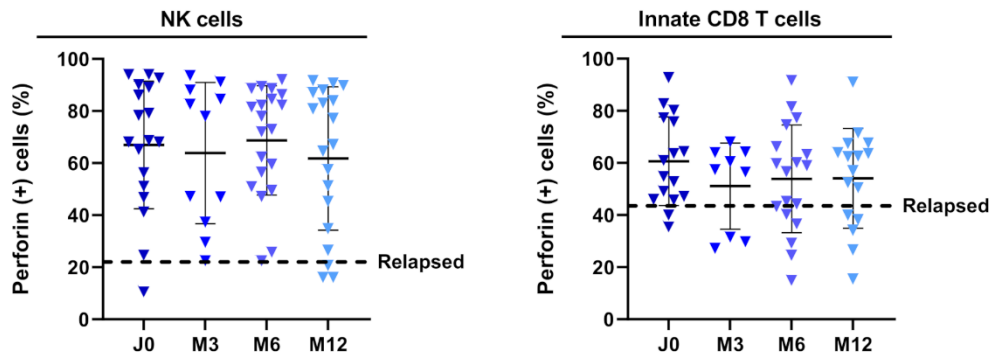 NK cells
Perforin (+) cells (%)
100
80
60
40
20
0
Relapsed
J0 M3 M6 M12
Innate CD8 T cells
Perforin (+) cells (%)
100
80
60
40
20
0
Relapsed
J0 M3 M6 M12